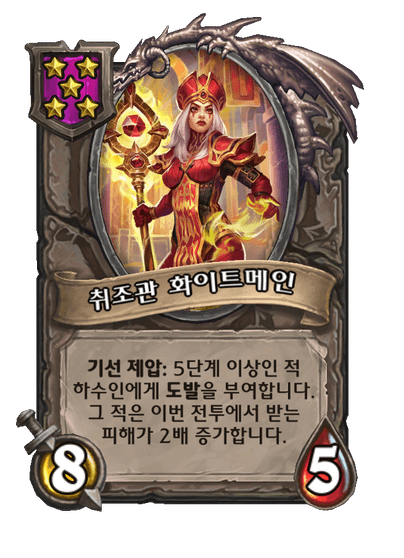 취조관 화이트메인
기선 제압: 5단계 이상인 적
하수인에게 도발을 부여합니다.
그 적은 이번 전투에서 받는
피해가 2배 증가합니다.
8
5